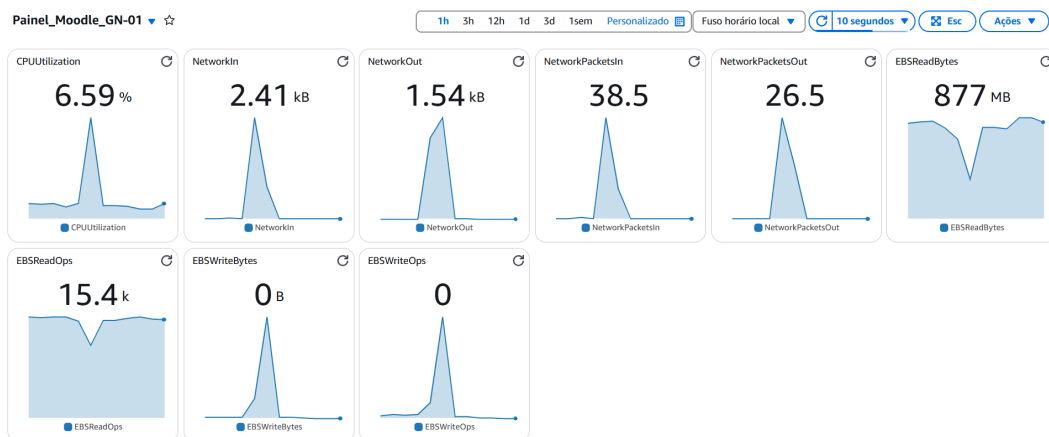 Painel_Moodle_GN-01
1h 3h 12h 1d 3d 1sem Personalizado Fuso horário local 10 segundos Esc Ações
CPUUtilization
6.59 %
CPUUtilization
NetworkIn
2.41 kB
NetworkIn
NetworkOut
1.54 kB
NetworkOut
NetworkPacketsIn
38.5
NetworkPacketsIn
NetworkPacketsOut
26.5
NetworkPacketsOut
EBSReadBytes
877 MB
EBSReadBytes
EBSReadOps
15.4 k
EBSReadOps
EBSWriteBytes
0 B
EBSWriteBytes
EBSWriteOps
0
EBSWriteOps